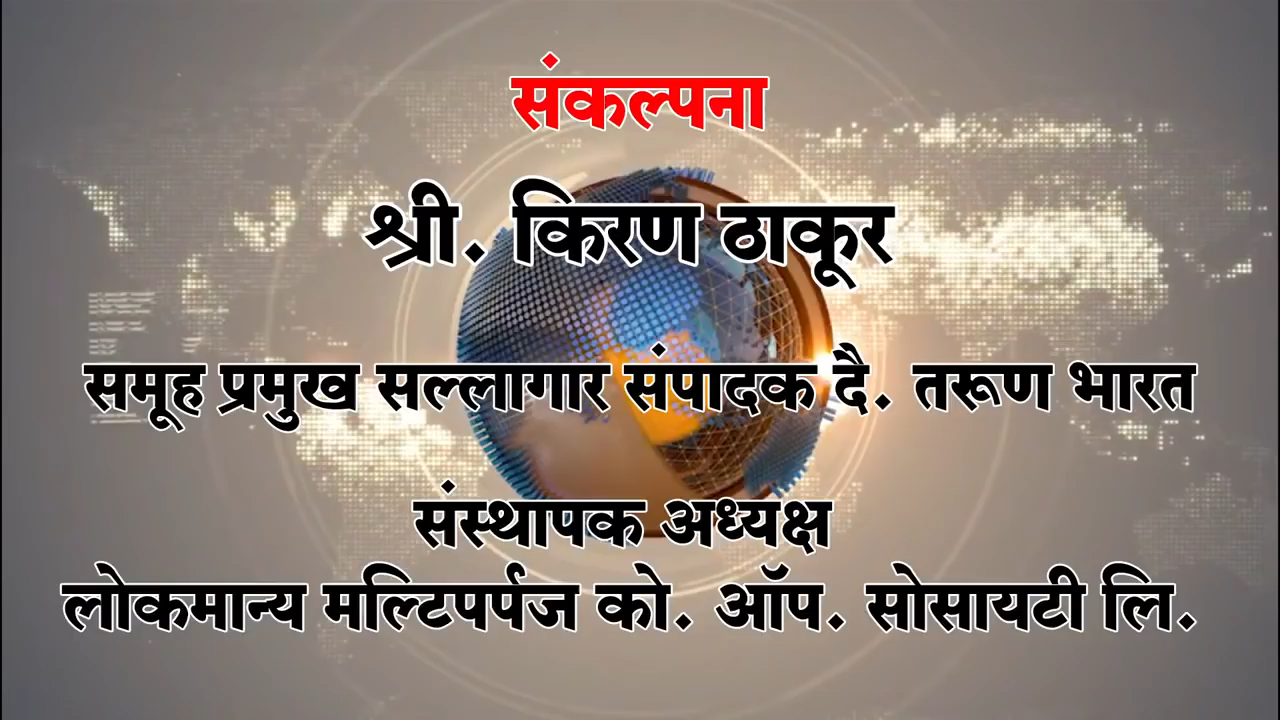 संकल्पना
श्री. किरण ठाकूर
समूह प्रमुख सल्लागार संपादक दै. तरूण भारत
संस्थापक अध्यक्ष
लोकमान्य मल्टिपर्पज को. ऑप. सोसायटी लि.